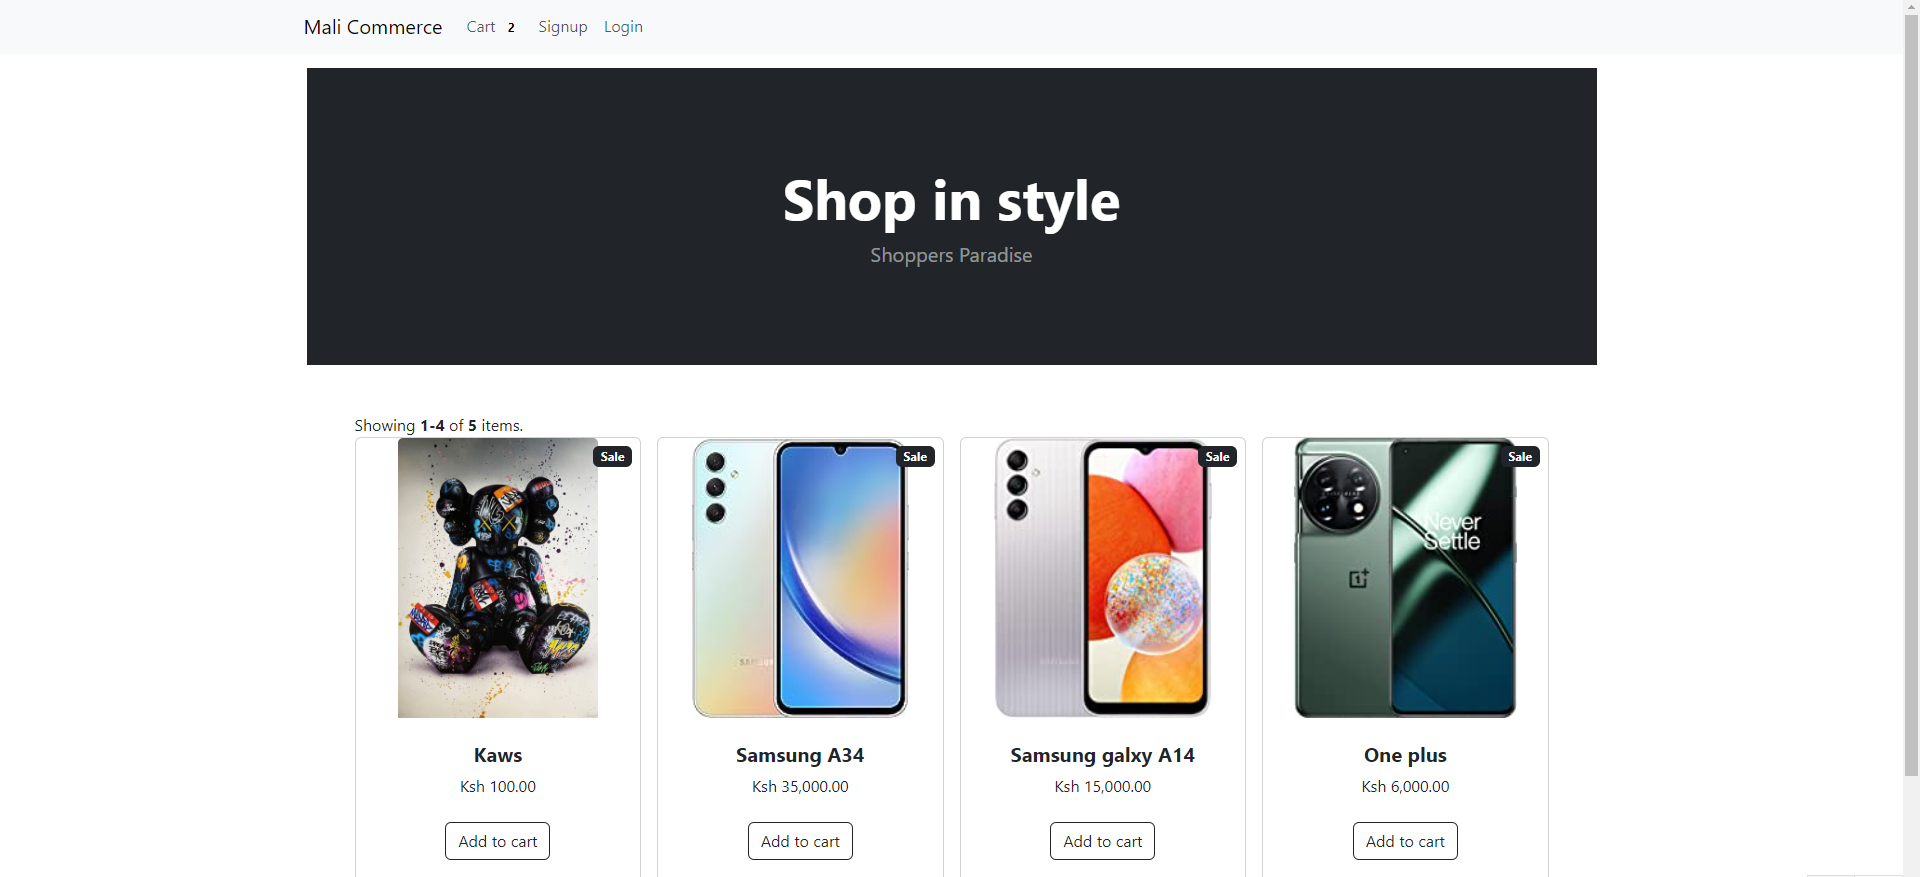 Mali Commerce Cart 2 Signup Login
Shop in style
Shoppers Paradise
Showing 1-4 of 5 items.
Sale Sale Sale Sale
Never
Settle
Kaws Samsung A34 Samsung galxy A14 One plus
Ksh 100.00 Ksh 35,000.00 Ksh 15,000.00 Ksh 6,000.00
Add to cart Add to cart Add to cart Add to cart